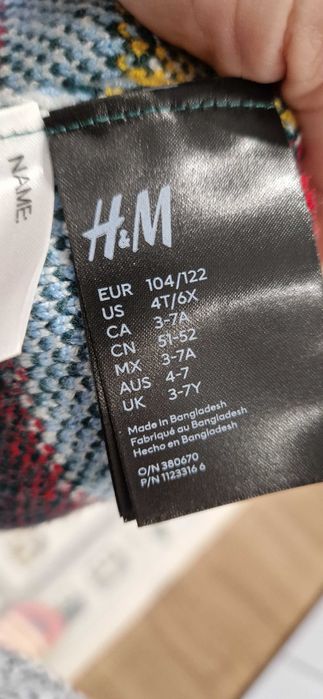 NAME
H&M
EUR 104/122
US 4T/6X
CA 3-7A
CN 51-52
MX 3-7A
AUS 4-7
UK 3-7Y
Made in Bangladesh
Fabriqué au Bangladesh
Hecho en Bangladesh
O/N 380670
P/N 1123316 6